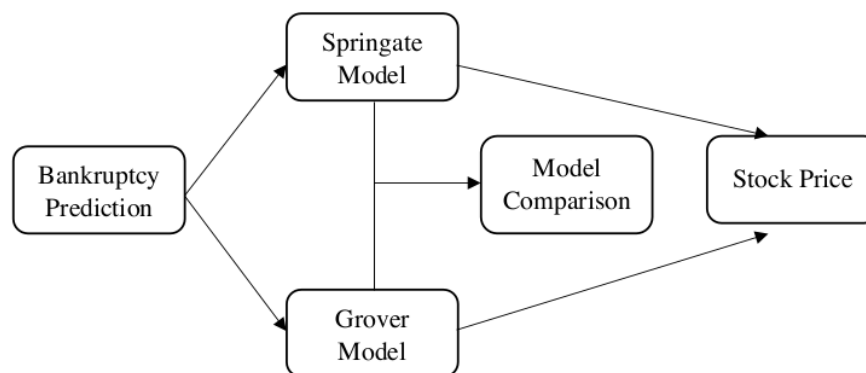 Springate
Model
Bankruptcy
Prediction
Model
Comparison
Stock Price
Grover
Model